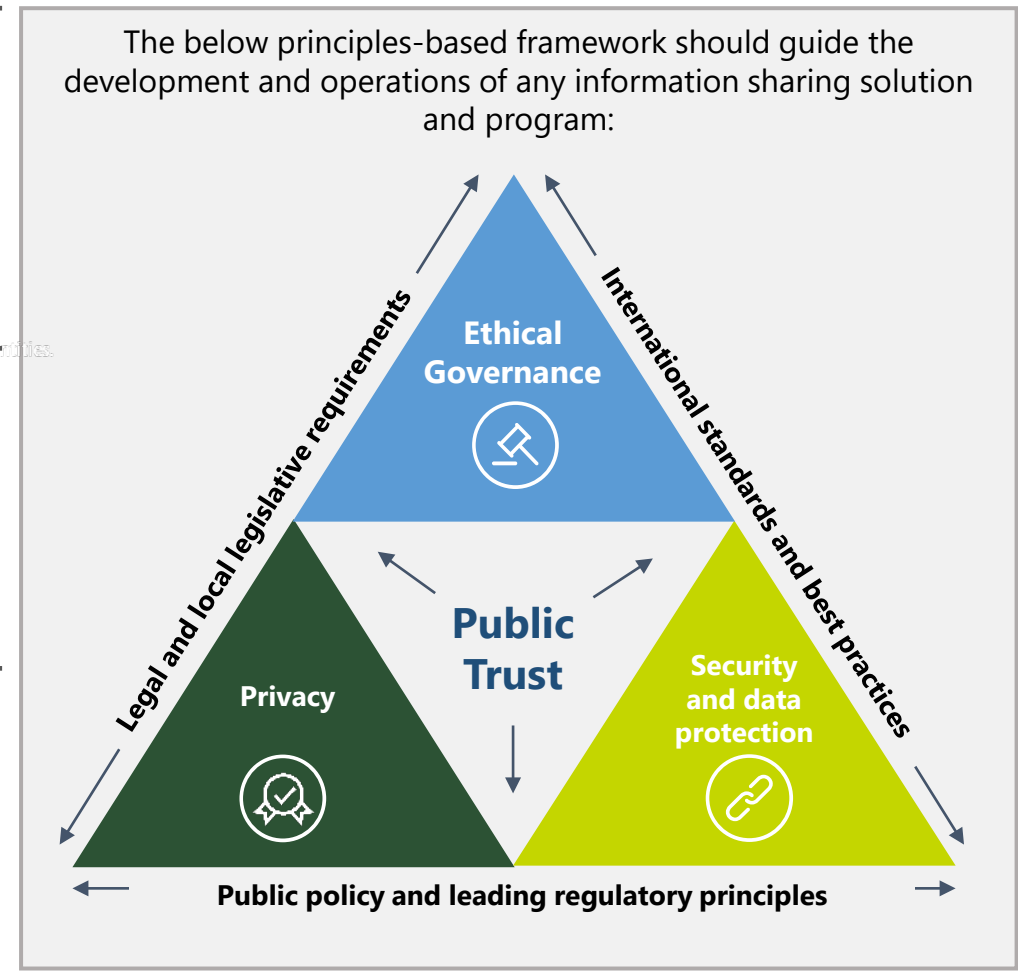 The below principles-based framework should guide the
development and operations of any information sharing solution
and program:
Ethical
Governance
Legal and local legislative requirements
International standards and best practices
Public
Trust
Privacy
Security
and data
protection
Public policy and leading regulatory principles